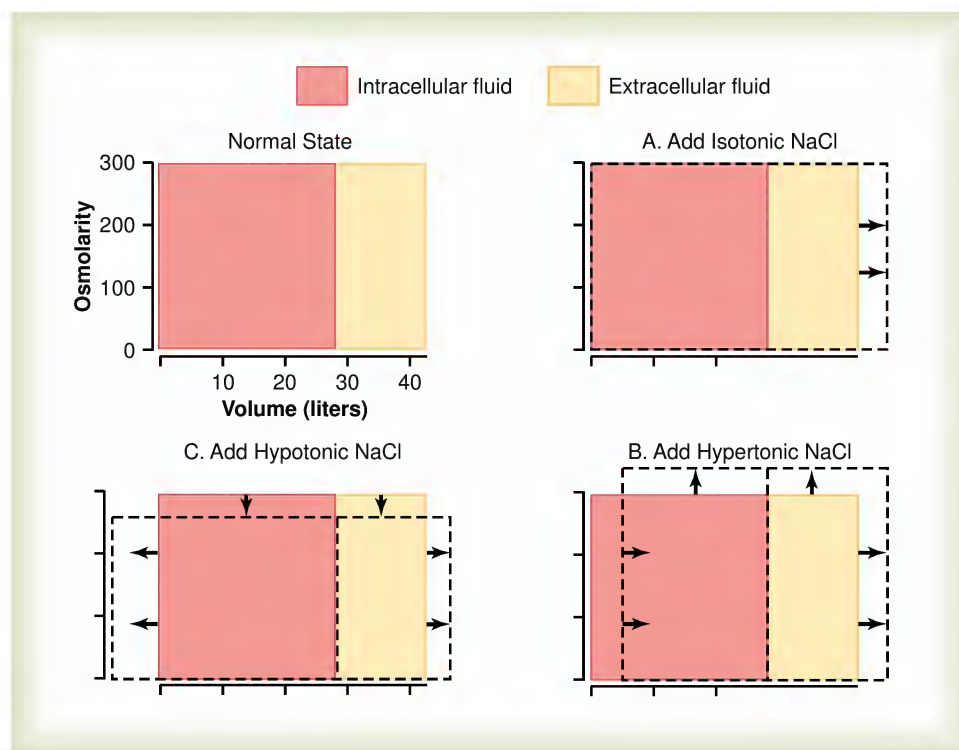 Intracellular fluid
Extracellular fluid
Normal State
A. Add Isotonic NaCl
300
200
100
0
Osmolarity
10 20 30 40
Volume (liters)
C. Add Hypotonic NaCl
B. Add Hypertonic NaCl